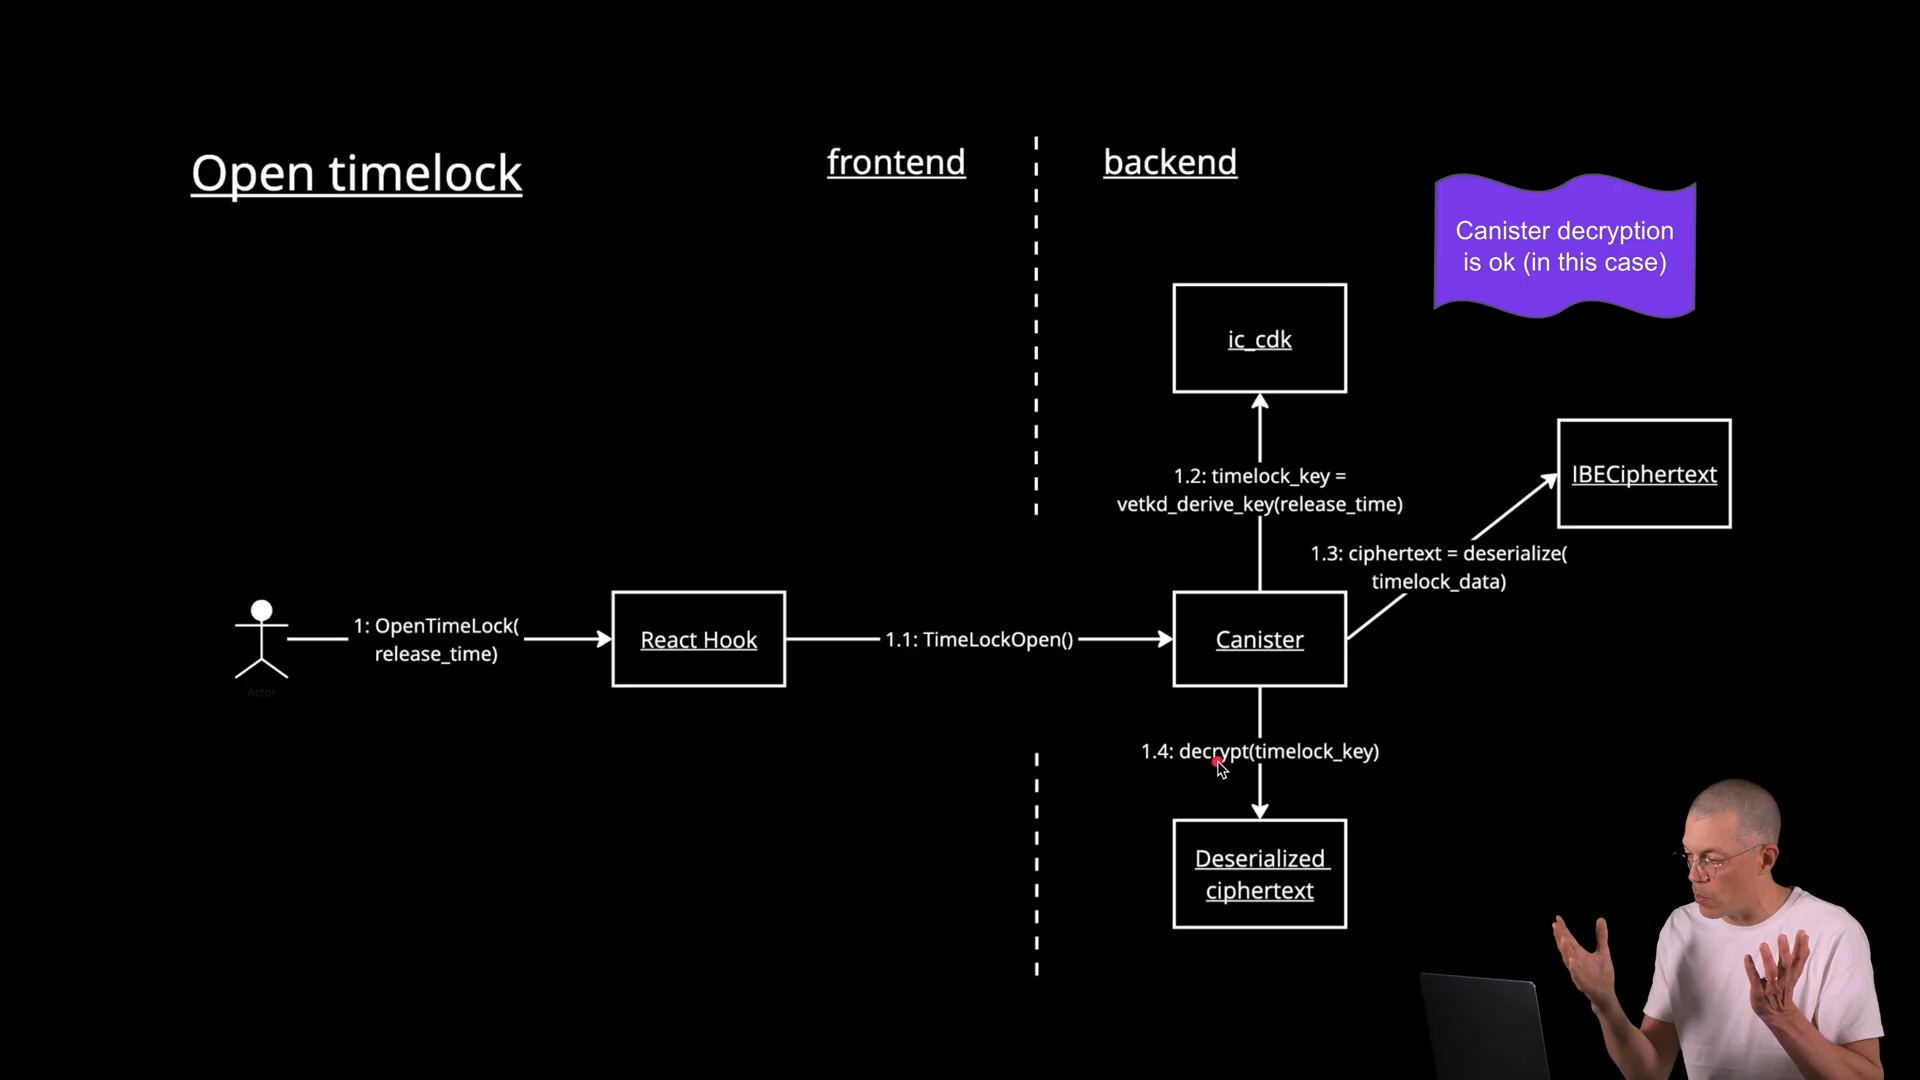 Open timelock
frontend
backend
Canister decryption
is ok (in this case)
ic_cdk
1.2: timelock_key =
vetkd_derive_key(release_time)
IBECiphertext
1.3: ciphertext = deserialize(
timelock_data)
1: OpenTimeLock(
release_time)
React Hook
1.1: TimeLockOpen()
Canister
Actor
1.4: decrypt(timelock_key)
Deserialized
ciphertext